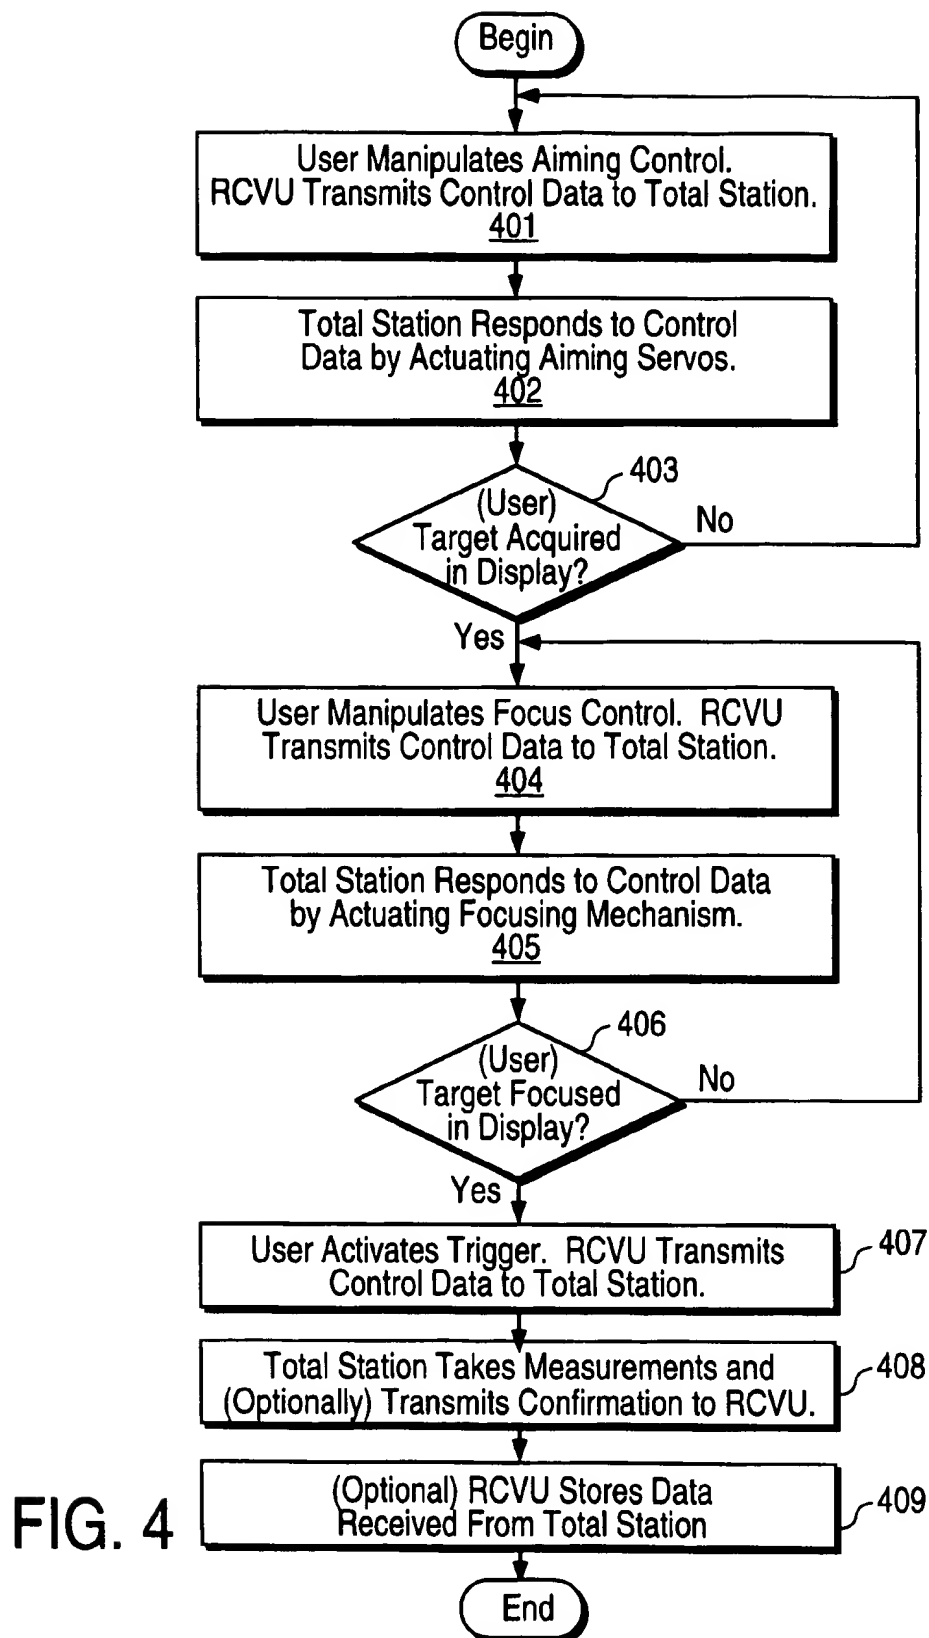 Begin
User Manipulates Aiming Control.
RCVU Transmits Control Data to Total Station.
401
Total Station Responds to Control
Data by Actuating Aiming Servos.
402
403
(User)
Target Acquired
in Display?
No
Yes
User Manipulates Focus Control. RCVU
Transmits Control Data to Total Station.
404
Total Station Responds to Control Data
by Actuating Focusing Mechanism.
405
406
(User)
Target Focused
in Display?
No
Yes
User Activates Trigger. RCVU Transmits
Control Data to Total Station.
407
Total Station Takes Measurements and
(Optionally) Transmits Confirmation to RCVU.
408
(Optional) RCVU Stores Data
Received From Total Station
409
FIG. 4
End